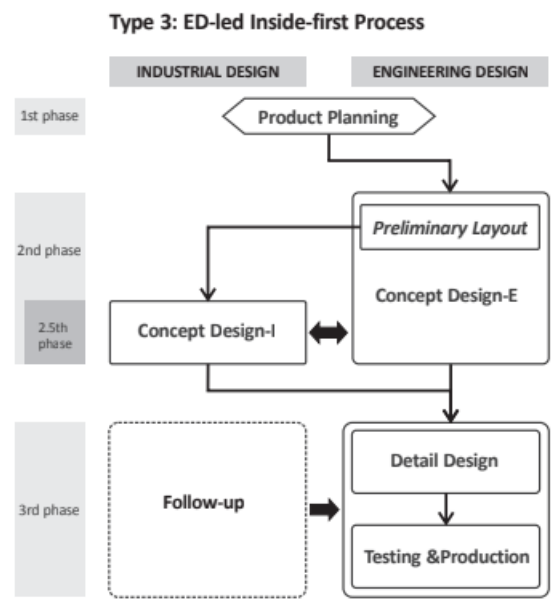 Type 3: ED-led Inside-first Process
INDUSTRIAL DESIGN
ENGINEERING DESIGN
1st phase
Product Planning
Preliminary Layout
2nd phase
Concept Design-E
2.5th
phase
Concept Design-I
Detail Design
Follow-up
3rd phase
Testing &Production